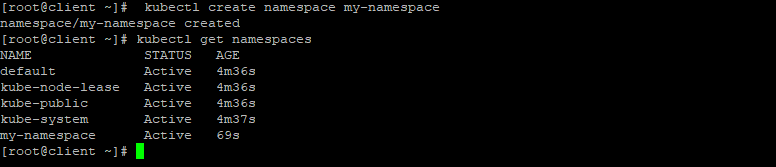 [root@client ~]#  kubectl create namespace my-namespace
namespace/my-namespace created
[root@client ~]# kubectl get namespaces
NAME              STATUS   AGE
default           Active   4m36s
kube-node-lease   Active   4m36s
kube-public       Active   4m36s
kube-system       Active   4m37s
my-namespace      Active   69s
[root@client ~]#